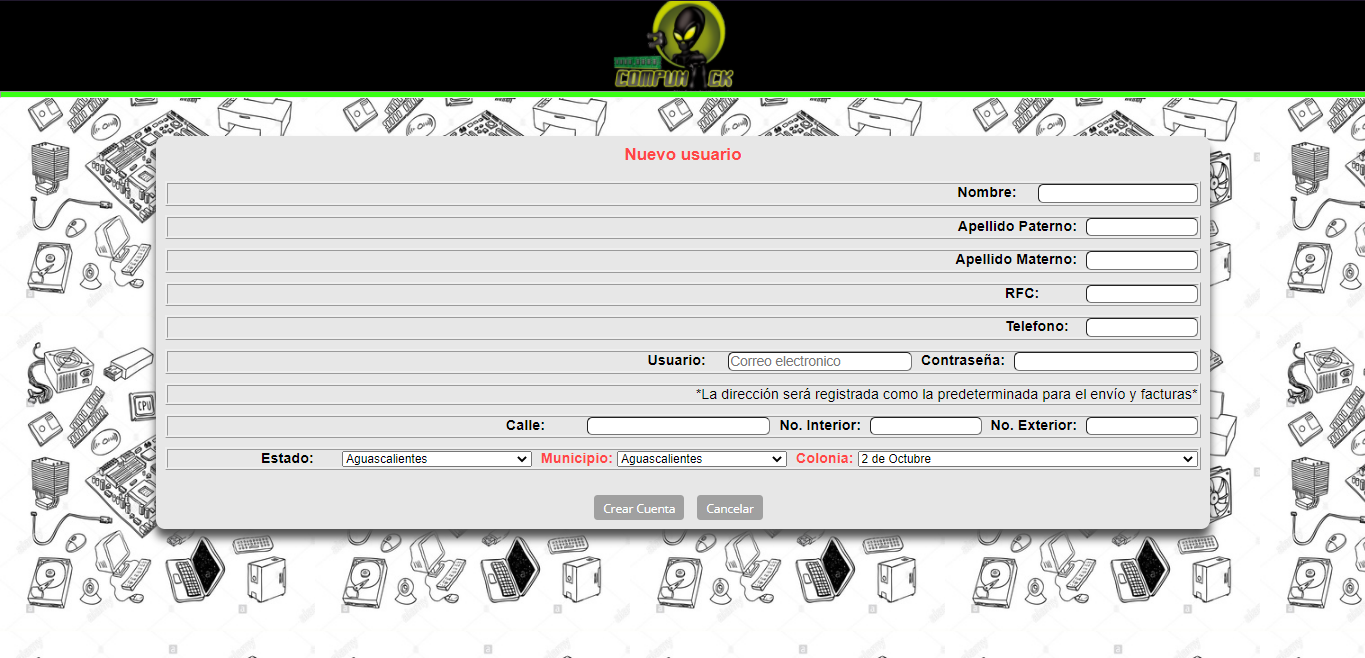 COMPUHACK
Nuevo usuario
Nombre:
Apellido Paterno:
Apellido Materno:
RFC:
Telefono:
Usuario: Correo electronico Contraseña:
*La dirección será registrada como la predeterminada para el envío y facturas*
Calle: No. Interior: No. Exterior:
Estado: Aguascalientes Municipio: Aguascalientes Colonia: 2 de Octubre
Crear Cuenta Cancelar
CPU